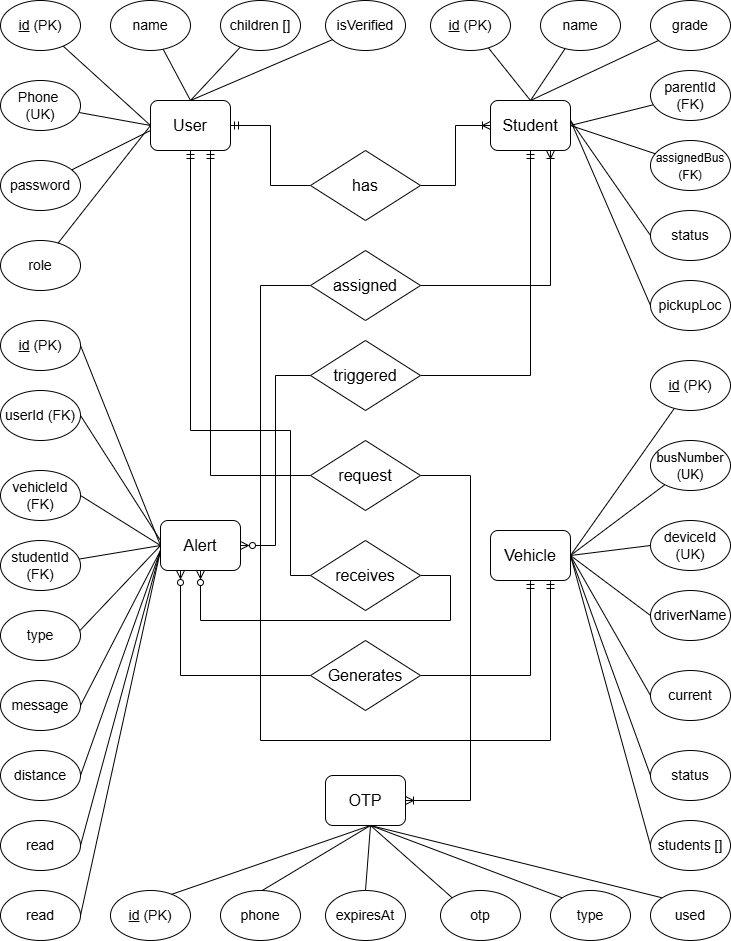 id (PK)
name
children []
isVerified
id (PK)
name
grade
Phone
(UK)
User
Student
parentId
(FK)
password
has
assignedBus
(FK)
role
status
assigned
pickupLoc
id (PK)
triggered
id (PK)
userId (FK)
busNumber
(UK)
request
vehicleId
(FK)
Alert
Vehicle
deviceId
(UK)
studentId
(FK)
receives
type
driverName
Generates
message
current
distance
status
OTP
read
students []
read
id (PK)
phone
expiresAt
otp
type
used